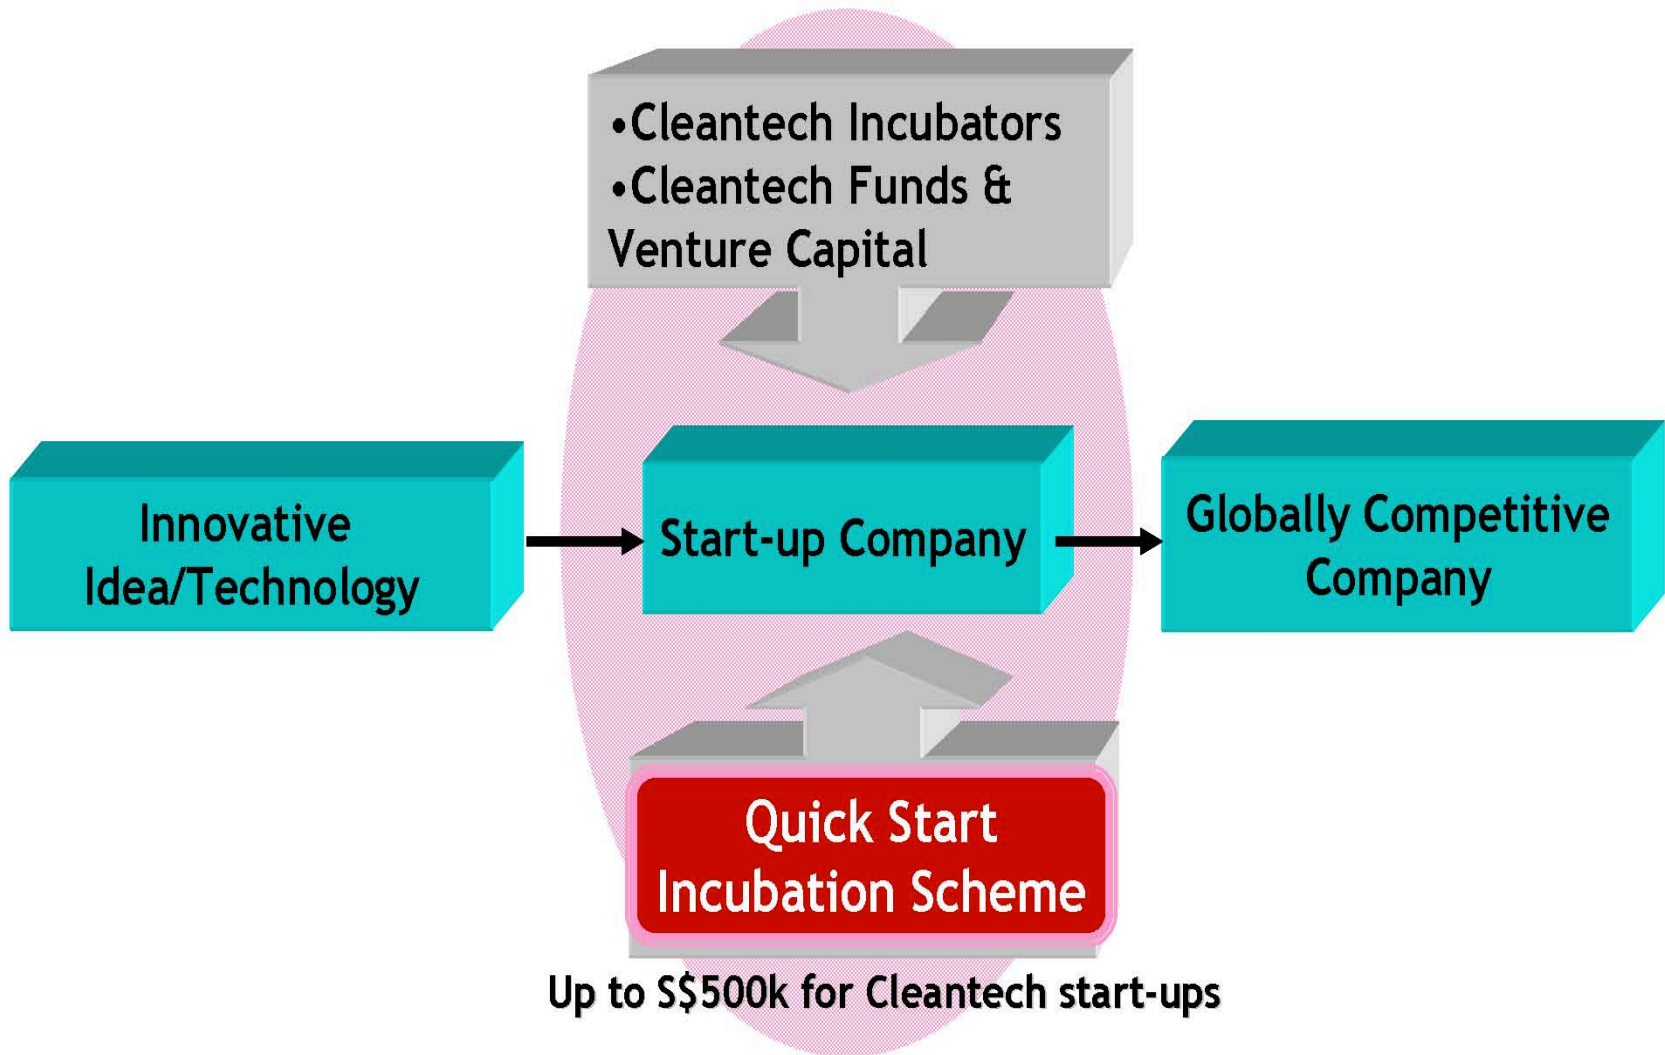 •Cleantech Incubators
•Cleantech Funds &
Venture Capital
Innovative
Idea/Technology
Start-up Company
Globally Competitive
Company
Quick Start
Incubation Scheme
Up to S$500k for Cleantech start-ups